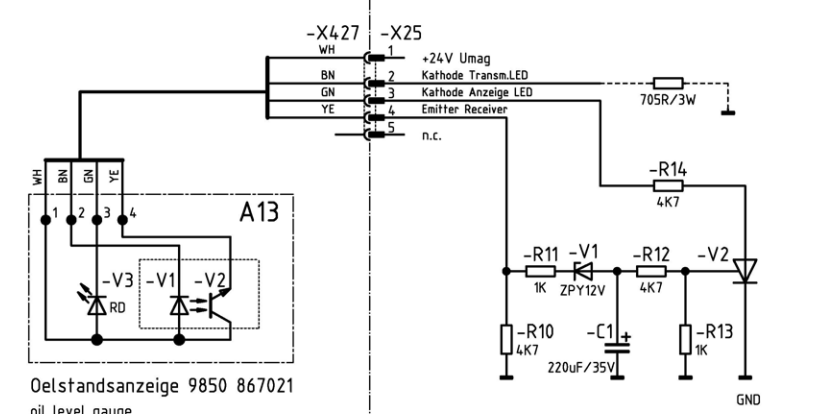 -X427 -X25
WH 1 +24V Umag
BN 2 Kathode Transm.LED
GN 3 Kathode Anzeige LED
705R/3W
YE 4 Emitter Receiver
5 n.c.
-R14
4K7
WH BN GN YE
1 2 3 4 A13
-R11 -V1 -R12 -V2
1K ZPY12V 4K7
-V3 -V1 -V2
RD
-R10 -C1 + -R13
4K7 1K
220uF/35V
Oelstandsanzeige 9850 867021
GND
oil level gauge